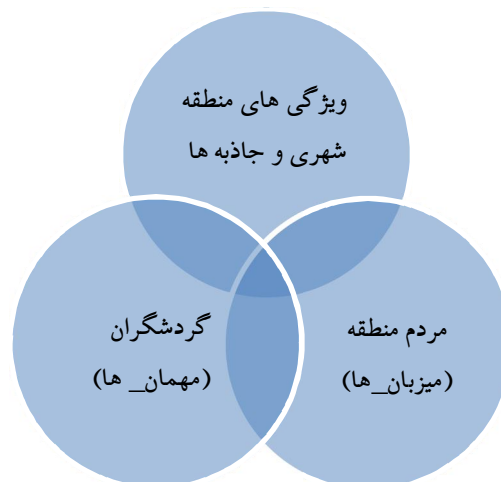 ویژگی های منطقه
شهری و جاذبه ها
مردم منطقه
(میزبان_ها)
گردشگران
(مهمان_ ها)